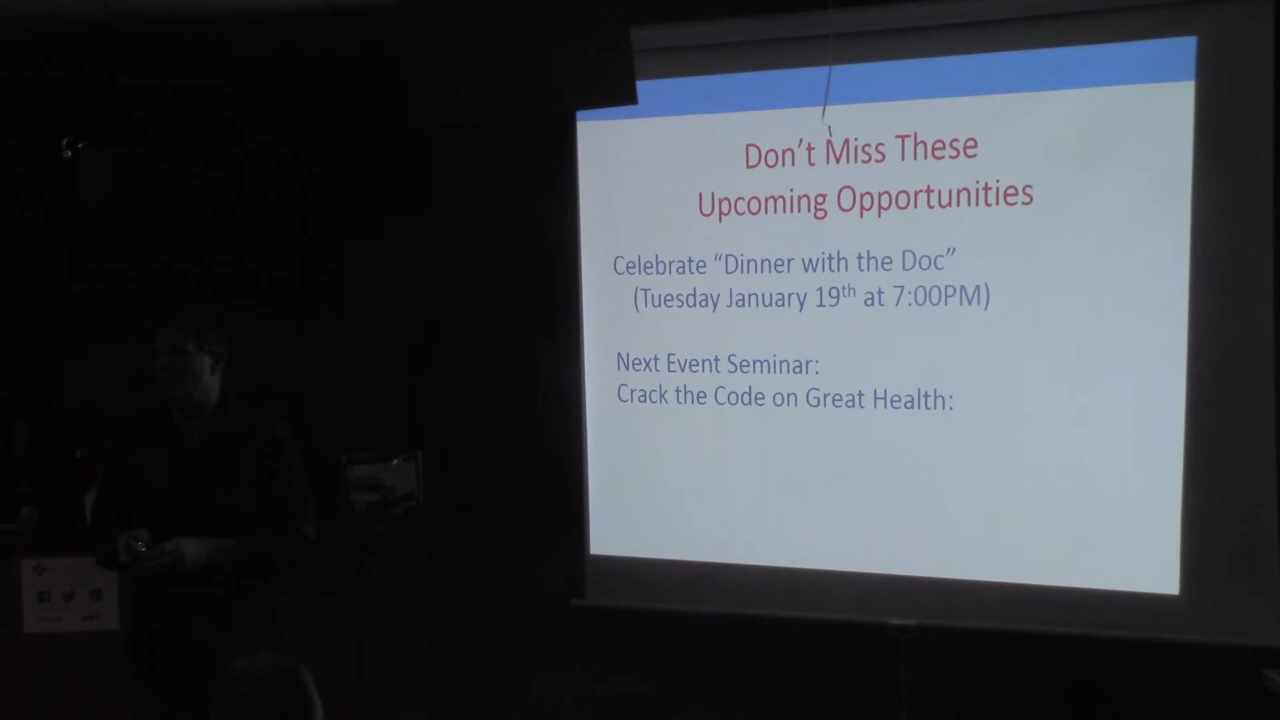 Don't Miss These
Upcoming Opportunities
Celebrate “Dinner with the Doc”
(Tuesday January 19th at 7:00PM)
Next Event Seminar:
Crack the Code on Great Health: